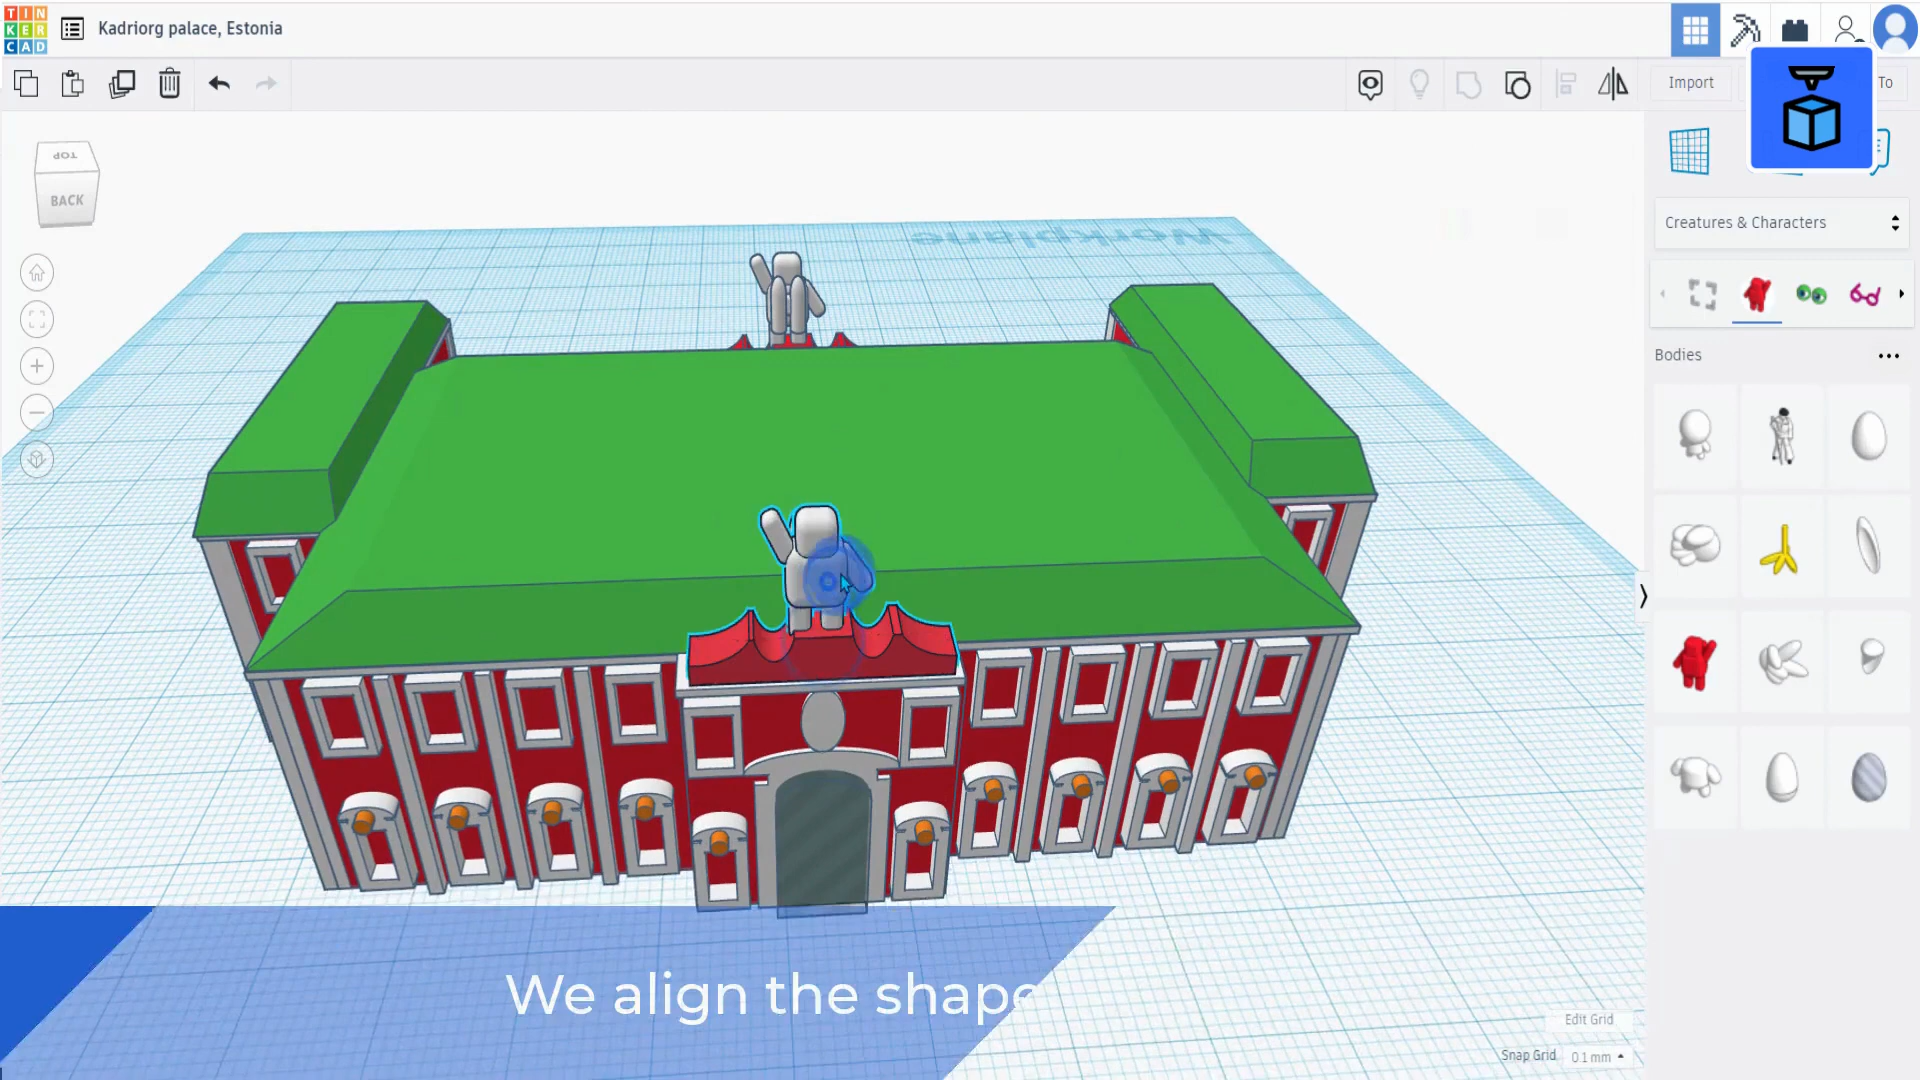 TIN
KER
CAD
Kadriorg palace, Estonia
Import
To
TOP
BACK
Workplane
Creatures & Characters
Bodies
We align the shape
Edit Grid
Snap Grid 0.1 mm